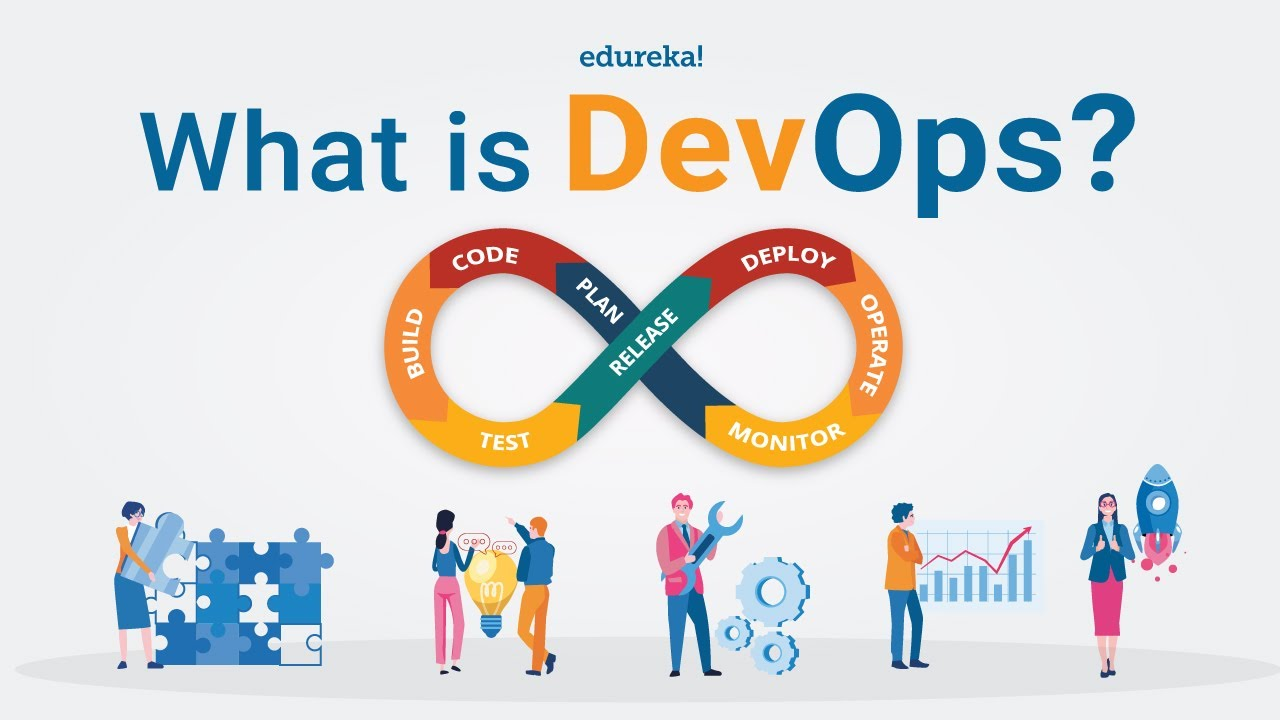 edureka!
What is DevOps?
CODE
DEPLOY
PLAN
BUILD
RELEASE
OPERATE
TEST
MONITOR